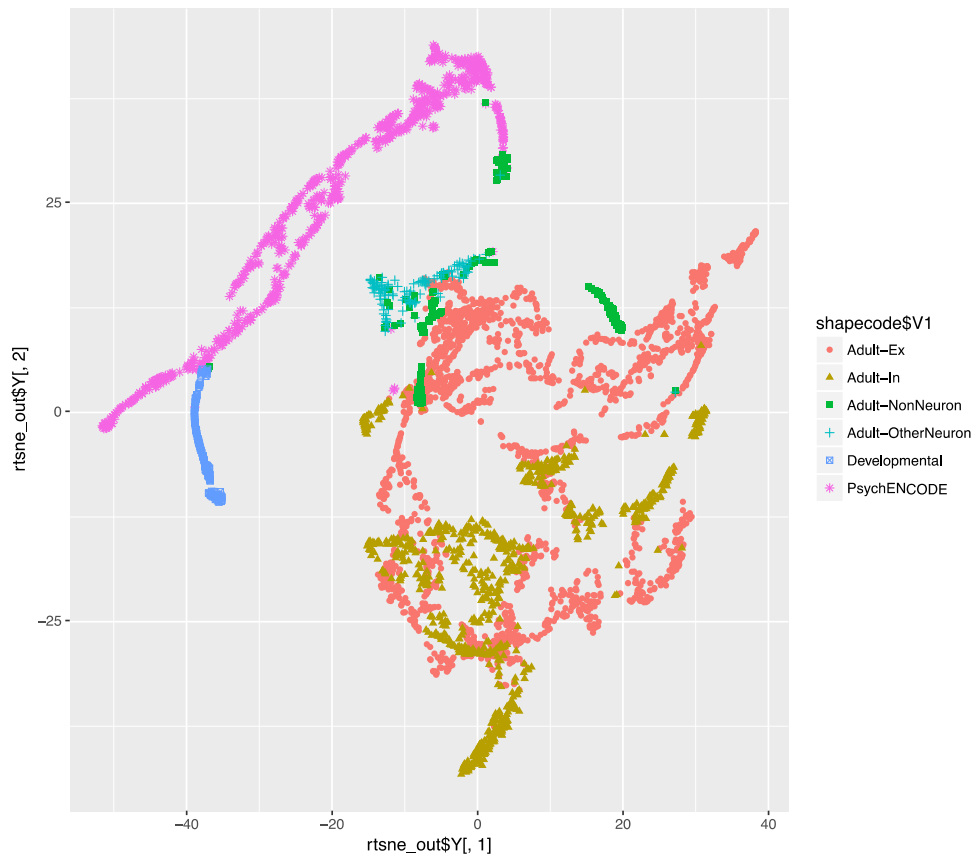 25
0
−25
rtsne_out$Y[, 2]
−40
−20
0
20
40
rtsne_out$Y[, 1]
shapecode$V1
Adult−Ex
Adult−In
Adult−NonNeuron
Adult−OtherNeuron
Developmental
PsychENCODE